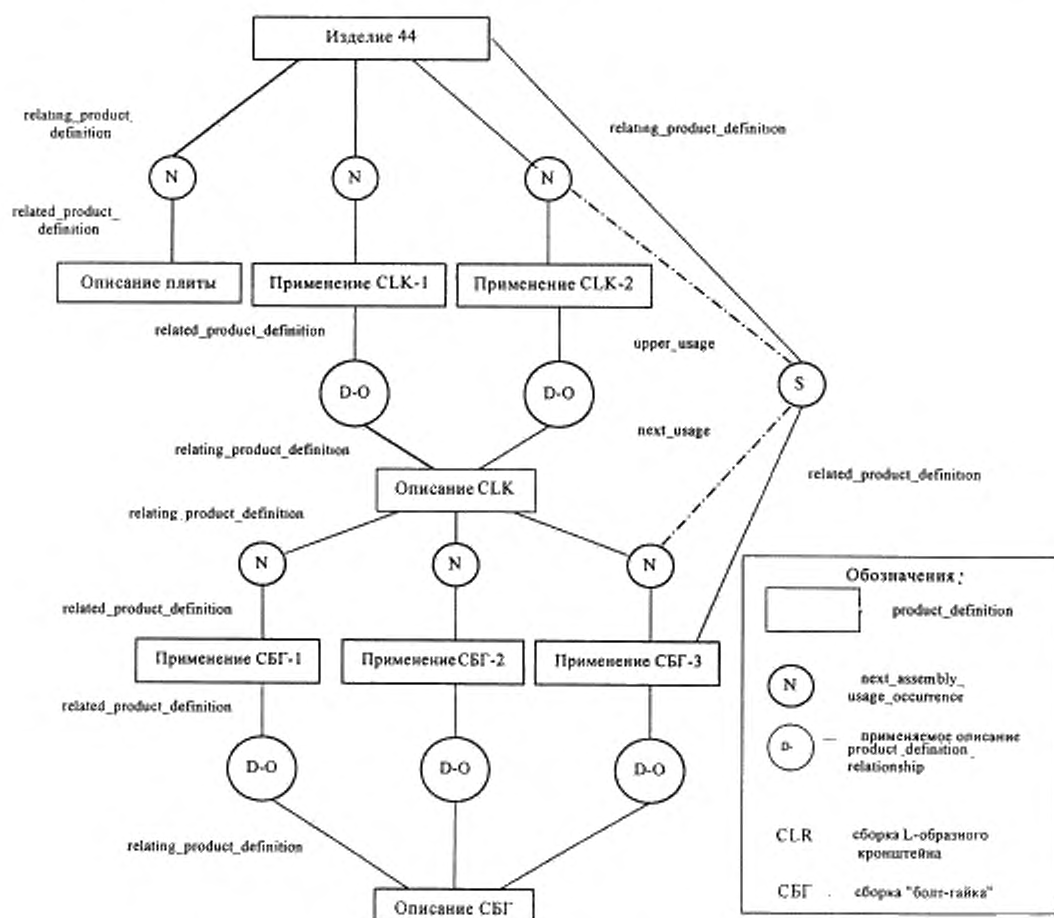 Изделие 44
relating_product_
definition
relating_product_definition
N
N
N
related_product_
definition
Описание плиты
Применение CLK-1
Применение CLK-2
related_product_definition
upper_usage
D-O
D-O
S
next_usage
relating_product_definition
related_product_definition
Описание CLK
relating_product_definition
N
N
N
related_product_definition
Применение СБГ-1
Применение СБГ-2
Применение СБГ-3
related_product_definition
D-O
D-O
D-O
relating_product_definition
Описание СБГ
Обозначения :
product_definition
N
next_assembly_
usage_occurrence
D-
— применяемое описание
product_definition_
relationship
CLR сборка L-образного
кронштейна
СБГ . сборка "болт-гайка"